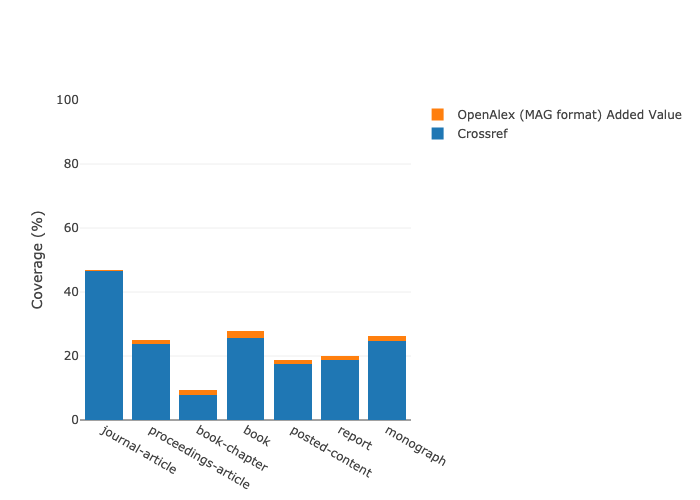 100
80
60
40
20
0
Coverage (%)
journal-article
proceedings-article
book-chapter
book
posted-content
report
monograph
OpenAlex (MAG format) Added Value
Crossref